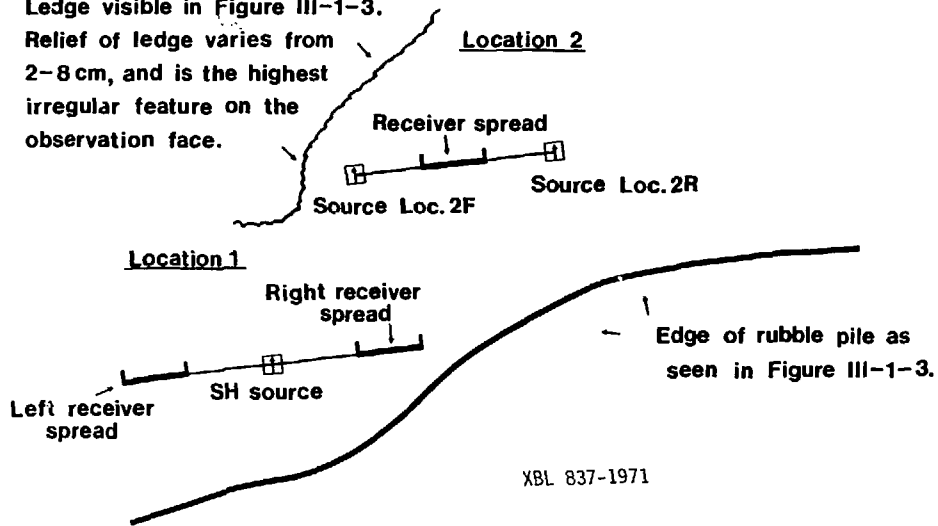 Ledge visible in Figure III-1-3.
Relief of ledge varies from
2-8cm, and is the highest
irregular feature on the
observation face.
Location 2
Receiver spread
Source Loc. 2R
Source Loc. 2F
Location 1
Right receiver
spread
SH source
Left receiver
spread
Edge of rubble pile as
seen in Figure III-1-3.
XBL 837-1971